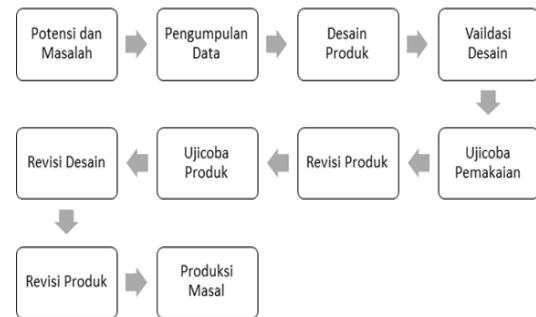 Potensi dan
Masalah
Pengumpulan
Data
Desain
Produk
Vaildasi
Desain
Ujicoba
Pemakaian
Revisi Produk
Ujicoba
Produk
Revisi Desain
Revisi Produk
Produksi
Masal